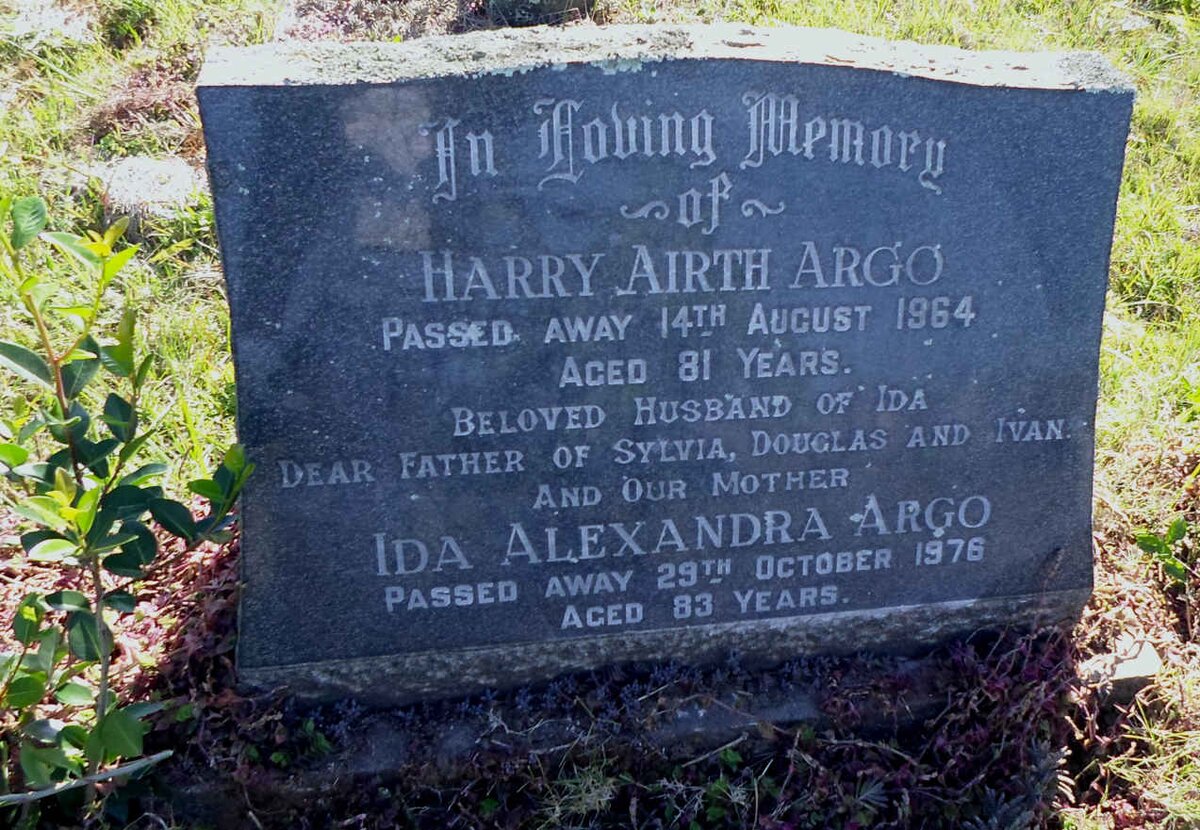 In Loving Memory
of
HARRY AIRTH ARGO
PASSED AWAY 14TH AUGUST 1964
AGED 81 YEARS.
BELOVED HUSBAND OF IDA
DEAR FATHER OF SYLVIA, DOUGLAS AND IVAN.
AND OUR MOTHER
IDA ALEXANDRA ARGO
PASSED AWAY 29TH OCTOBER 1976
AGED 83 YEARS.